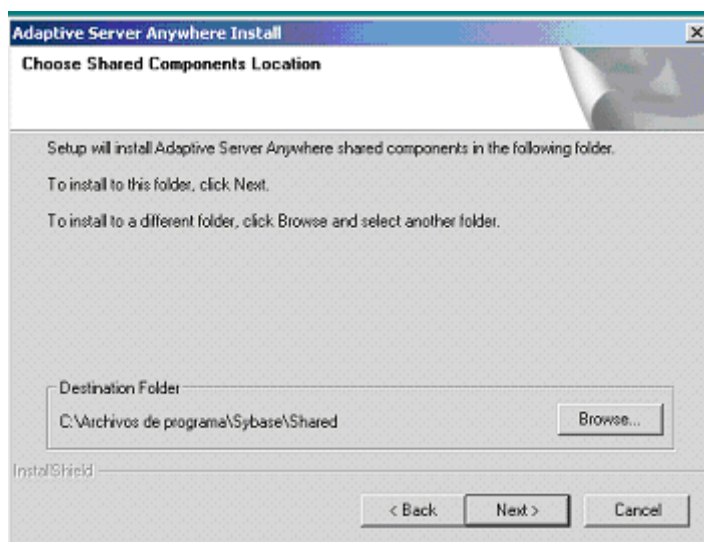 Adaptive Server Anywhere Install
Choose Shared Components Location
Setup will install Adaptive Server Anywhere shared components in the following folder.
To install to this folder, click Next.
To install to a different folder, click Browse and select another folder.
Destination Folder
C:\Archivos de programa\Sybase\Shared
Browse...
InstallShield
< Back
Next >
Cancel